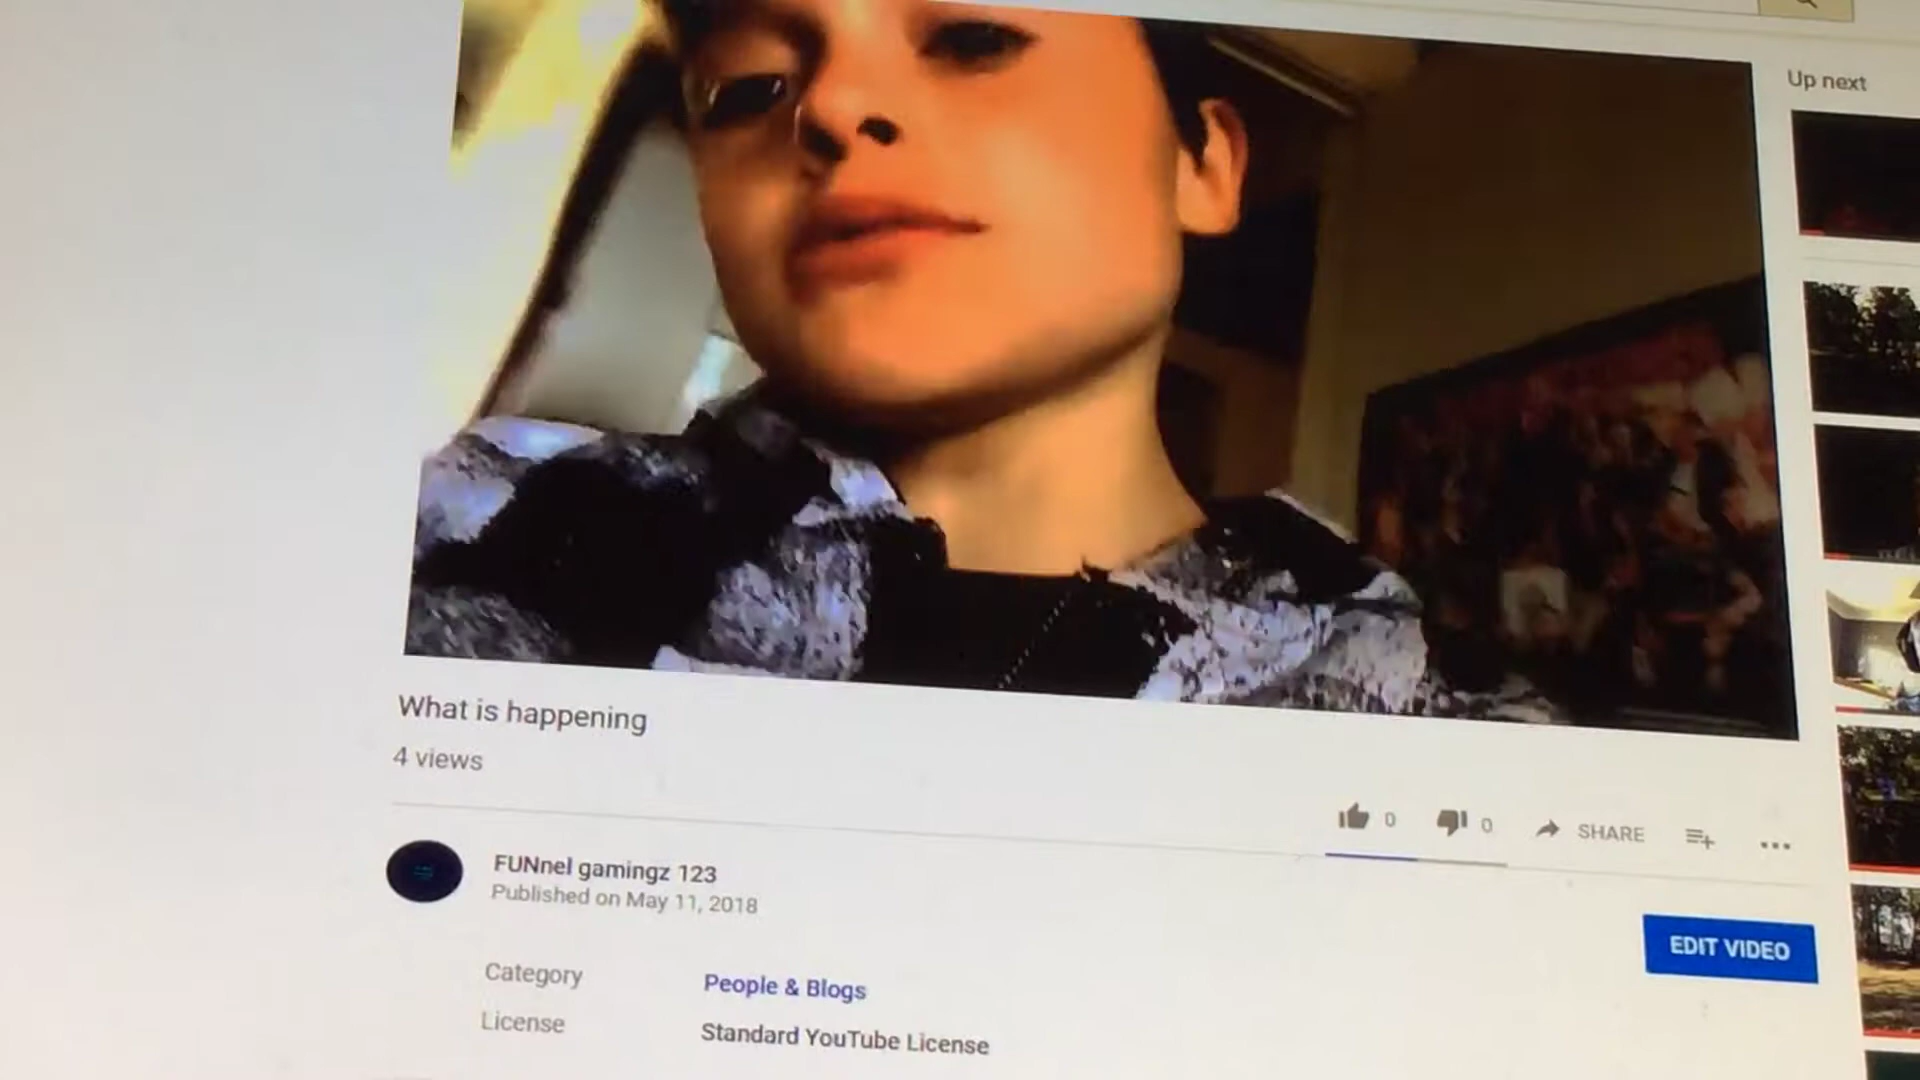 Up next
What is happening
4 views
0
0
SHARE
FUNnel gamingz 123
Published on May 11, 2018
EDIT VIDEO
Category
People & Blogs
License
Standard YouTube License